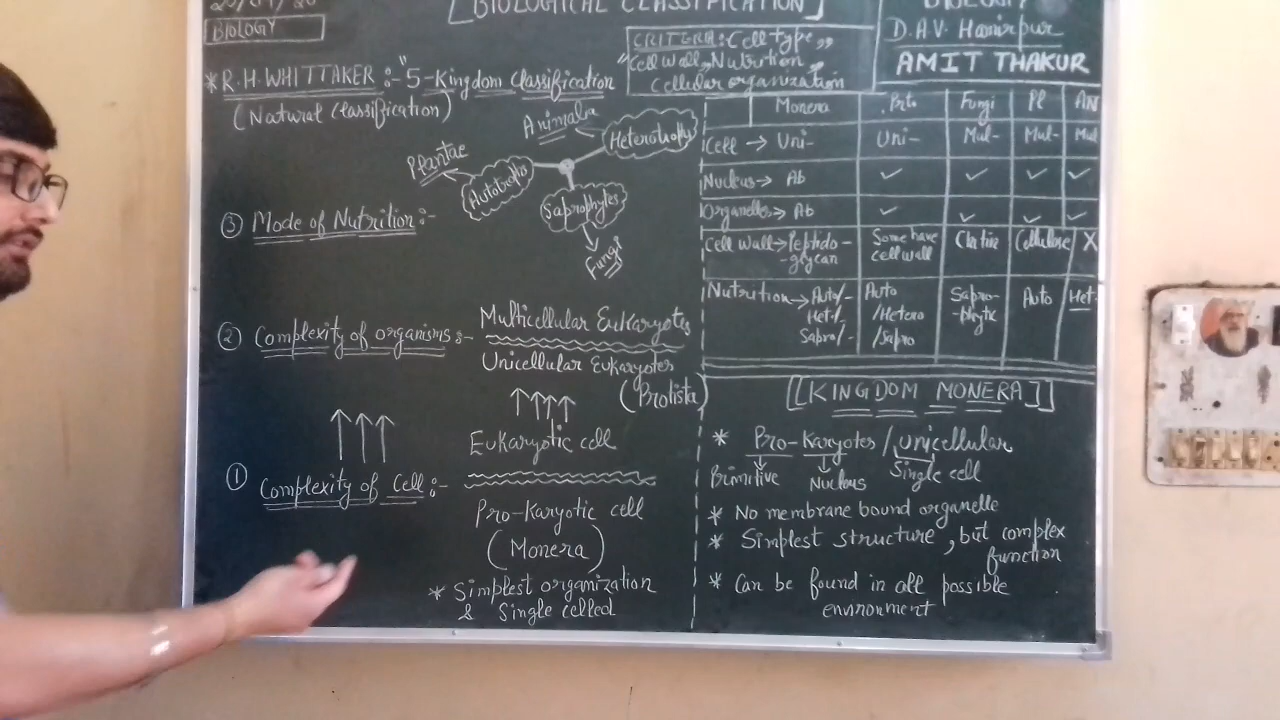 [BIOLOGICAL CLASSIFICATION]
BIOLOGY
* R.H. WHITTAKER :- "5-Kingdom Classification"
(Natural Classification)
CRITERIA: Cell type,
Cell Wall, Nutrition,
Cellular organization
BIOLOGY
D.A.V. Hamirpur
AMIT THAKUR
③ Mode of Nutrition :-
Animalia
Heterotrophs
Plantae
Autotrophs
Saprophytes
Fungi
② Complexity of organisms :-
Multicellular Eukaryotes
Unicellular Eukaryotes
(Protista)
Eukaryotic cell
① Complexity of Cell :-
Pro-Karyotic cell
(Monera)
* Simplest organization
& Single celled
Monera Prto Fungi Pl AN
Cell → Uni- Uni- Mul- Mul- Mul
Nucleus → Ab ✓ ✓ ✓ ✓
Organelles → Ab ✓ ✓ ✓ ✓
Cell Wall → Peptido- Some have Chitin Cellulose X
-glycan cell wall
Nutrition → Auto/- Auto Sapro- Auto Het-
Het-/ /Hetero -phytic
Sapro/- /Sapro
[[KINGDOM MONERA]]
* Pro-Karyotes / unicellular
Primitive Nucleus Single cell
* No membrane bound organelle
* Simplest structure, but complex
function
* Can be found in all possible
environment